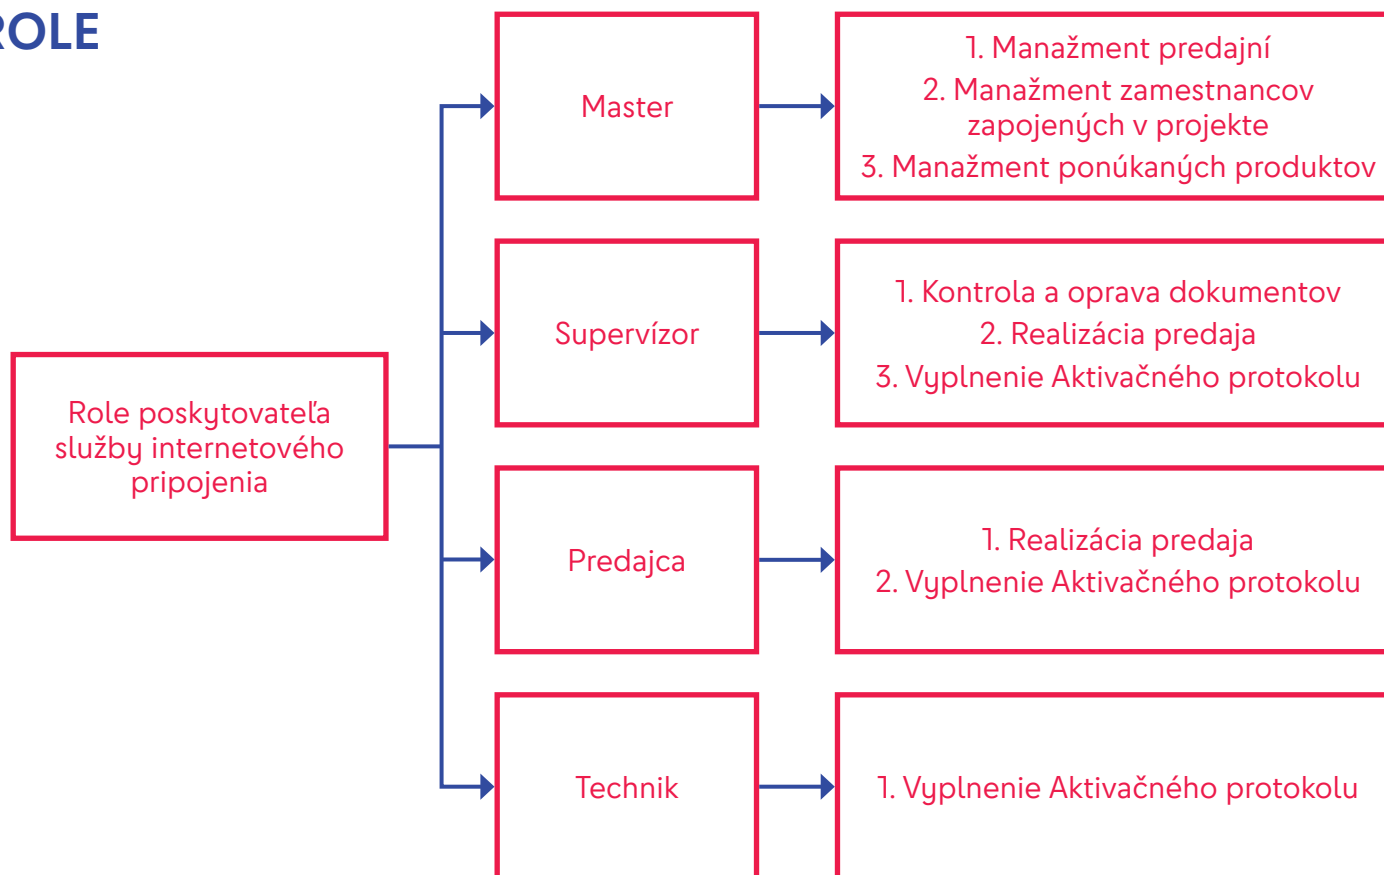 ROLE
Master
1. Manažment predajní
2. Manažment zamestnancov
zapojených v projekte
3. Manažment ponúkaných produktov
Supervízor
1. Kontrola a oprava dokumentov
2. Realizácia predaja
3. Vyplnenie Aktivačného protokolu
Role poskytovateľa
služby internetového
pripojenia
Predajca
1. Realizácia predaja
2. Vyplnenie Aktivačného protokolu
Technik
1. Vyplnenie Aktivačného protokolu